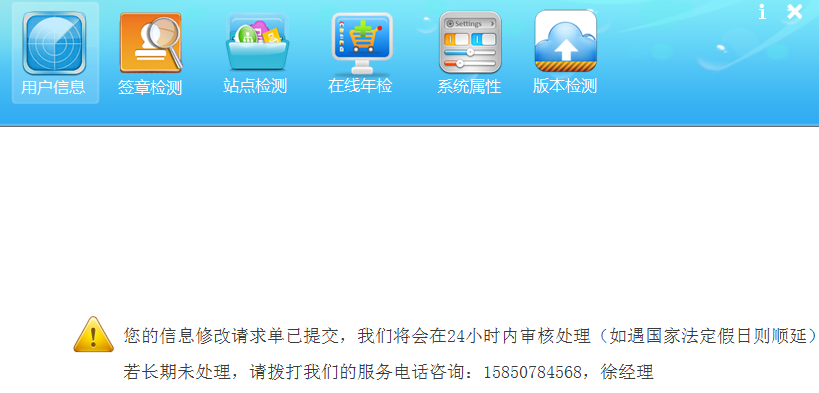 用户信息
签章检测
站点检测
在线年检
Settings
系统属性
版本检测
您的信息修改请求单已提交，我们将会在24小时内审核处理（如遇国家法定假日则顺延）
若长期未处理，请拨打我们的服务电话咨询：15850784568，徐经理